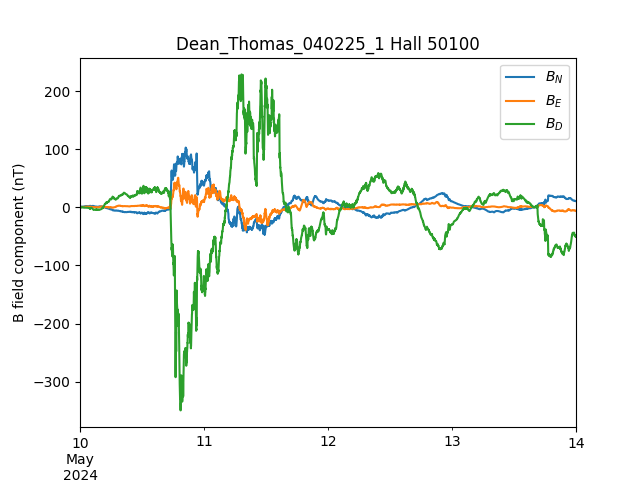 Dean_Thomas_040225_1 Hall 50100
B field component (nT)
200
100
0
−100
−200
−300
B_N
B_E
B_D
10
11
12
13
14
May
2024